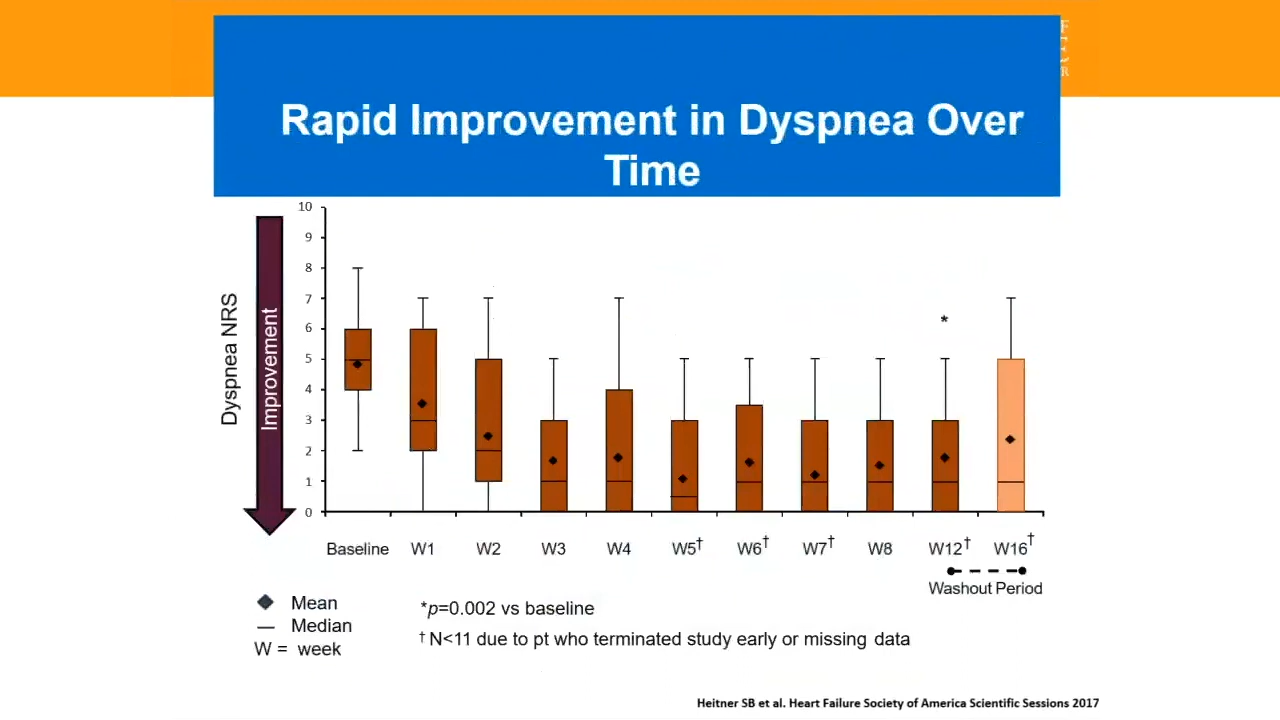 Rapid Improvement in Dyspnea Over
Time
Dyspnea NRS
Improvement
10
9
8
7
6
5
4
3
2
1
0
*
Baseline W1 W2 W3 W4 W5† W6† W7† W8 W12† W16†
Washout Period
Mean
Median
W = week
*p=0.002 vs baseline
† N<11 due to pt who terminated study early or missing data
Heitner SB et al. Heart Failure Society of America Scientific Sessions 2017